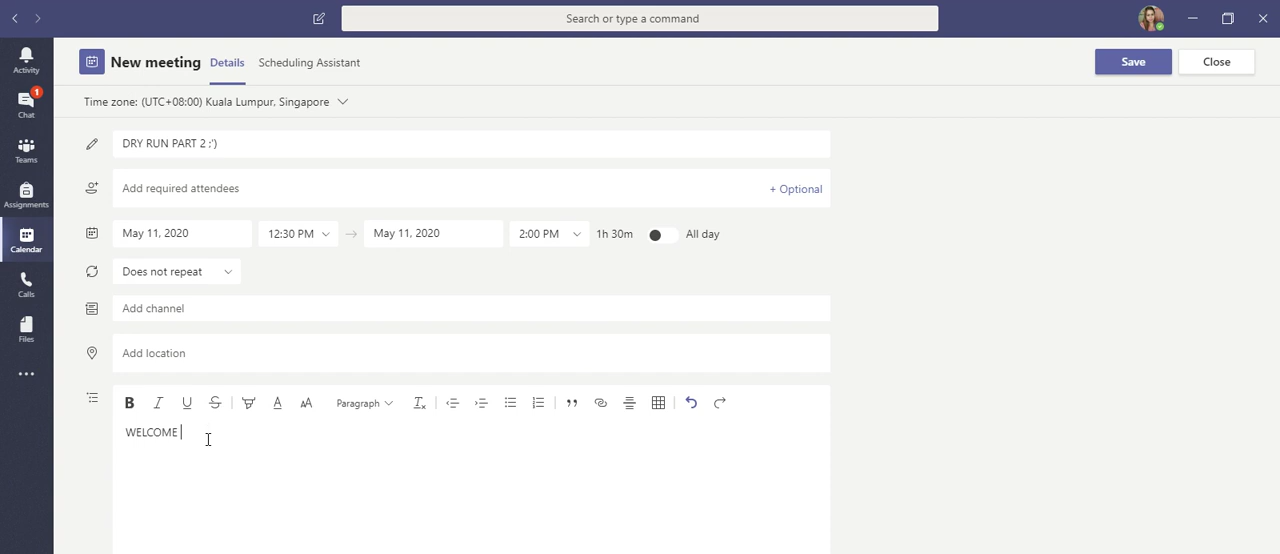 Search or type a command
Activity
Chat
1
Teams
Assignments
Calendar
Calls
Files
New meeting Details Scheduling Assistant Save Close
Time zone: (UTC+08:00) Kuala Lumpur, Singapore
DRY RUN PART 2 ;')
Add required attendees + Optional
May 11, 2020 12:30 PM → May 11, 2020 2:00 PM 1h 30m All day
Does not repeat
Add channel
Add location
B I U S A AA Paragraph Tx
WELCOME